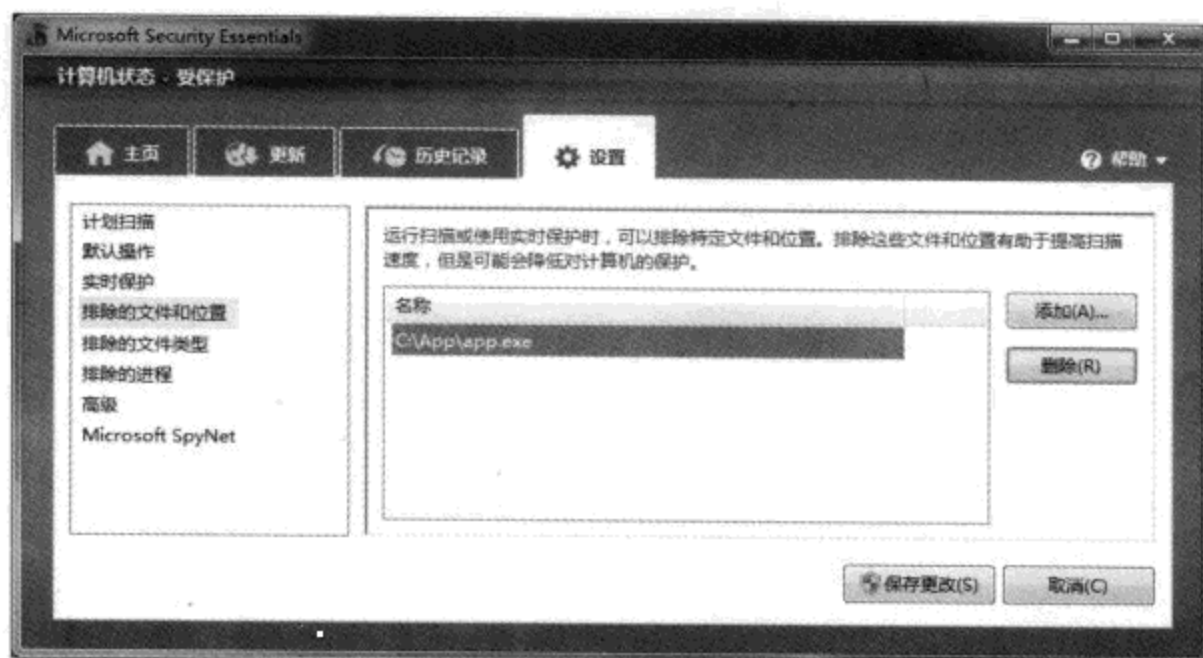 Microsoft Security Essentials
计算机状态 - 受保护
主页
更新
历史记录
设置
帮助
计划扫描
默认操作
实时保护
排除的文件和位置
排除的文件类型
排除的进程
高级
Microsoft SpyNet
运行扫描或使用实时保护时，可以排除特定文件和位置。排除这些文件和位置有助于提高扫描
速度，但是可能会降低对计算机的保护。
名称
C:\App\app.exe
添加(A)...
删除(R)
保存更改(S)
取消(C)